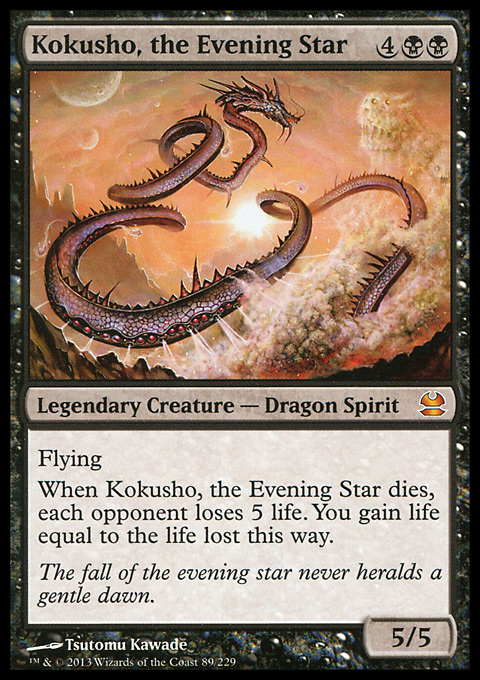 Kokusho, the Evening Star 4
Legendary Creature — Dragon Spirit
Flying
When Kokusho, the Evening Star dies,
each opponent loses 5 life. You gain life
equal to the life lost this way.
The fall of the evening star never heralds a
gentle dawn.
Tsutomu Kawade
5/5
™ & © 2013 Wizards of the Coast 89/229